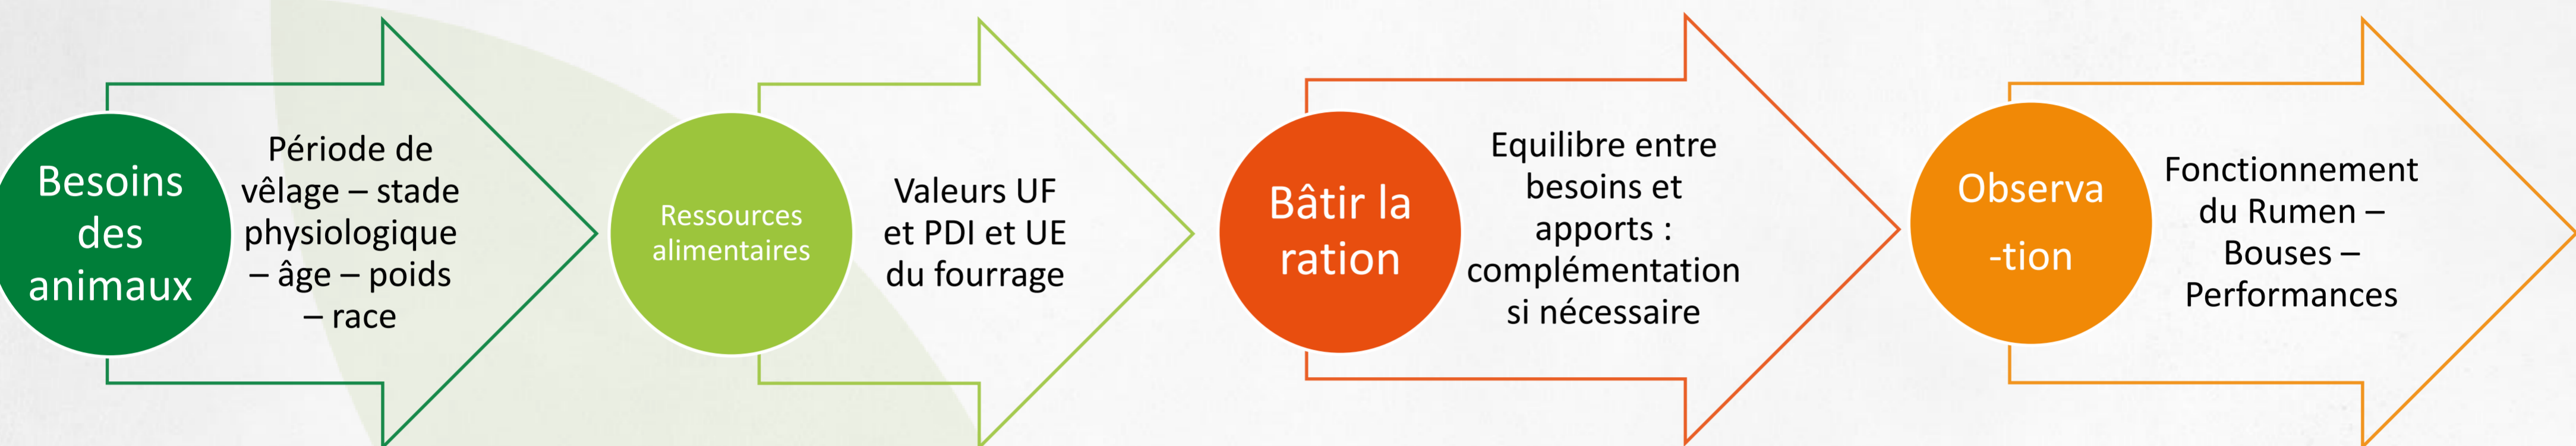 Besoins
des
animaux
Période de
vêlage – stade
physiologique
– âge – poids
– race
Ressources
alimentaires
Valeurs UF
et PDI et UE
du fourrage
Bâtir la
ration
Equilibre entre
besoins et
apports :
complémentation
si nécessaire
Observa
-tion
Fonctionnement
du Rumen –
Bouses –
Performances